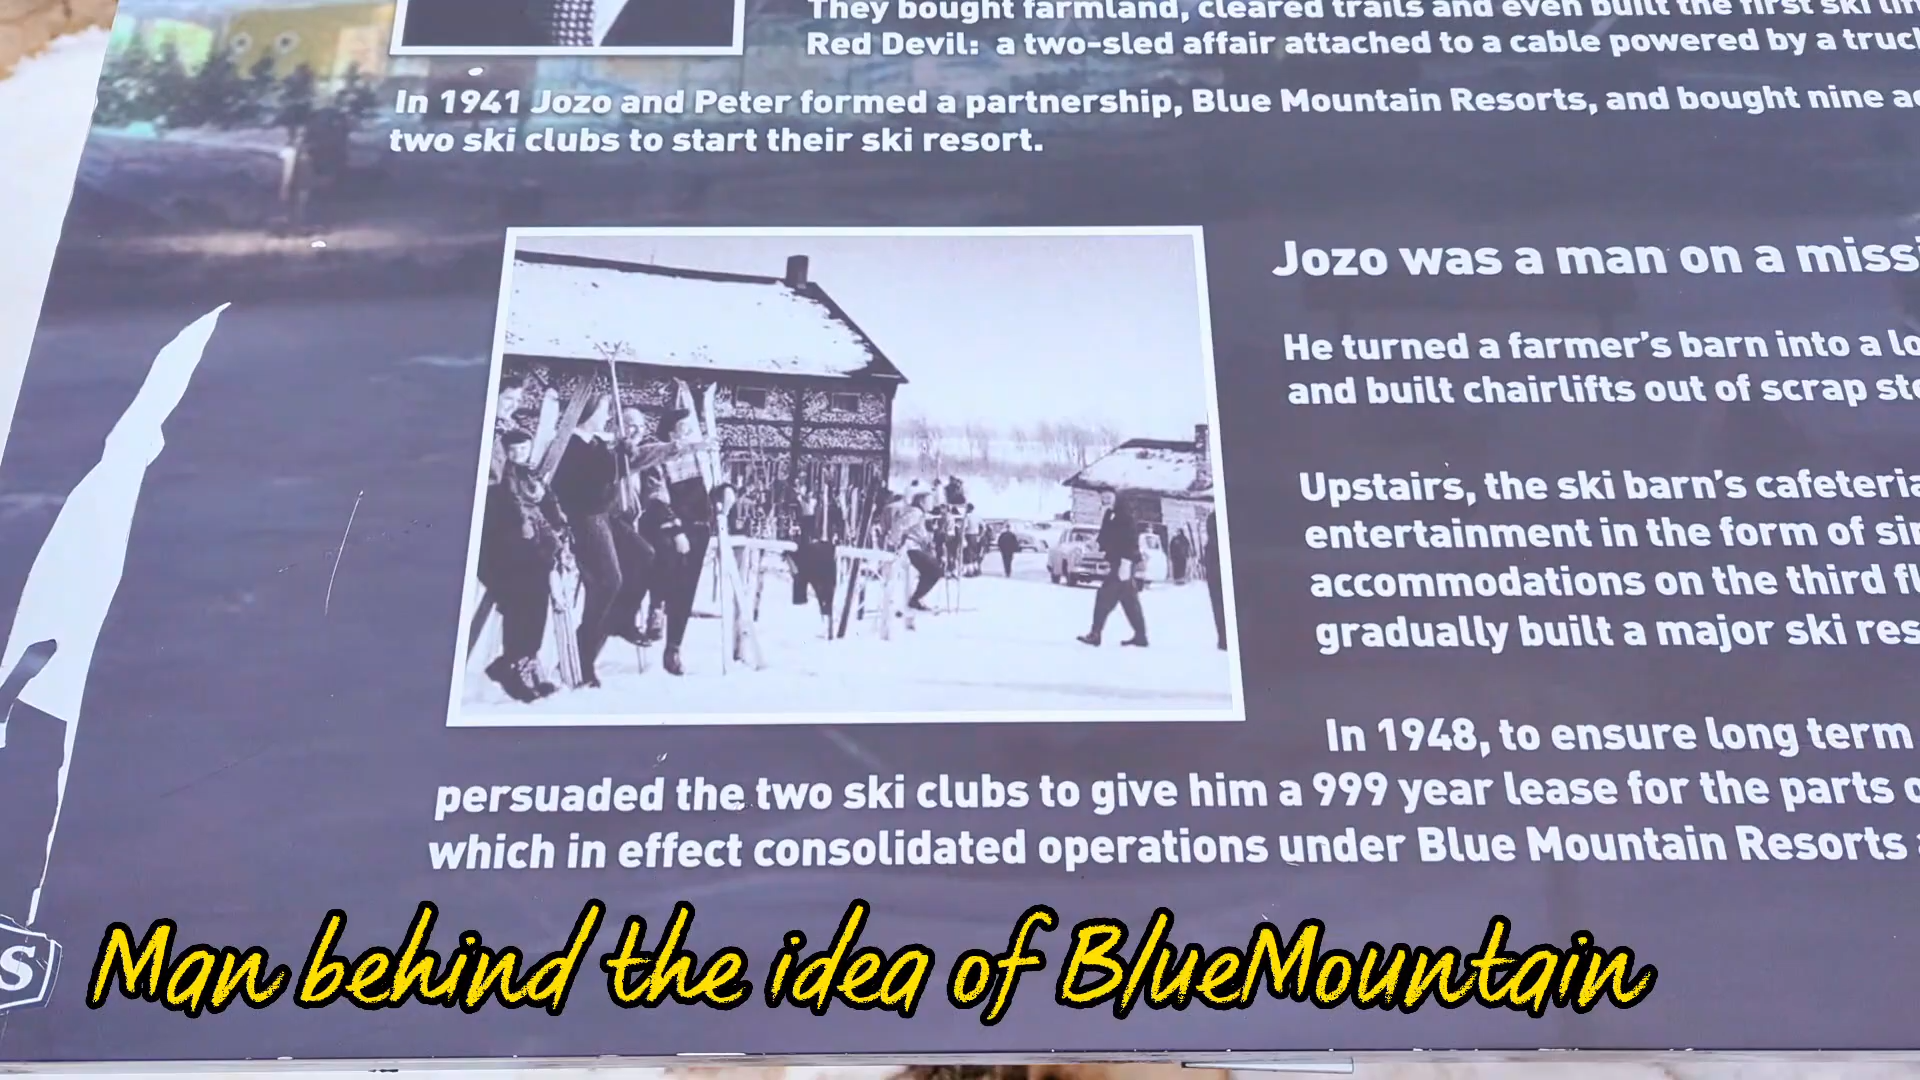 They bought farmland, cleared trails and even built the first ski
Red Devil: a two-sled affair attached to a cable powered by a
In 1941 Jozo and Peter formed a partnership, Blue Mountain Resorts, and bought nine
two ski clubs to start their ski resort.
Jozo was a man on a
He turned a farmer's barn into a
and built chairlifts out of scrap
Upstairs, the ski barn's
entertainment in the form of
accommodations on the third
gradually built a major ski
In 1948, to ensure long term
persuaded the two ski clubs to give him a 999 year lease for the parts
which in effect consolidated operations under Blue Mountain Resorts
S
Man behind the idea of BlueMountain